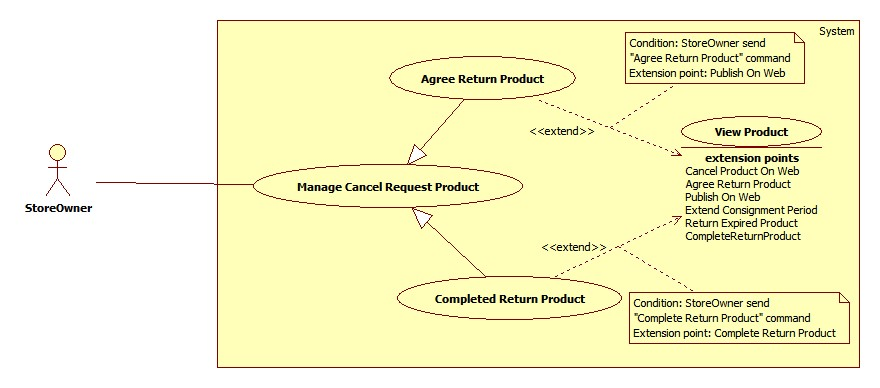 System
Condition: StoreOwner send
"Agree Return Product" command
Extension point: Publish On Web
Agree Return Product
<<extend>>
View Product
extension points
Cancel Product On Web
Agree Return Product
Publish On Web
Extend Consignment Period
Return Expired Product
CompleteReturnProduct
Manage Cancel Request Product
StoreOwner
<<extend>>
Completed Return Product
Condition: StoreOwner send
"Complete Return Product" command
Extension point: Complete Return Product